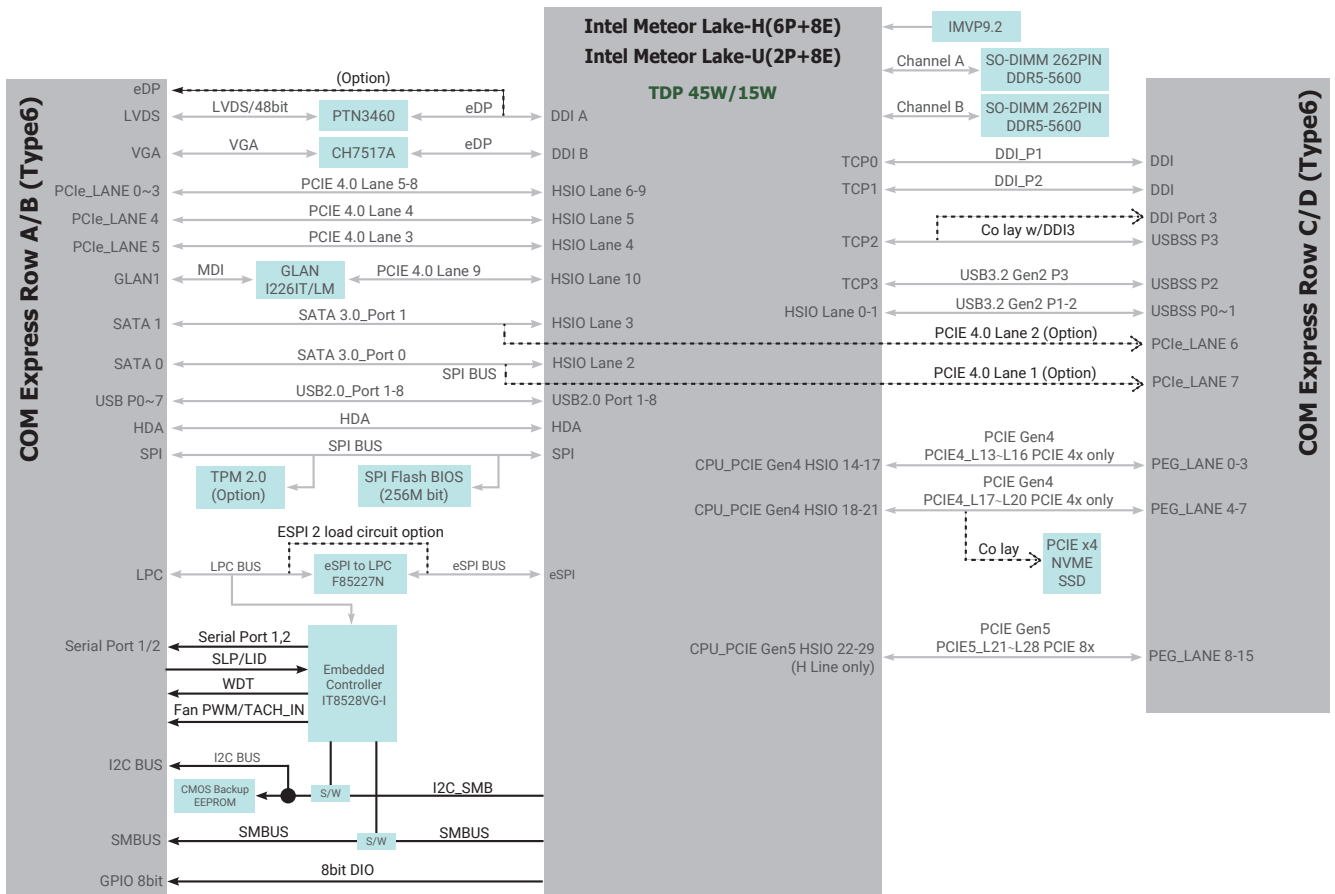 Intel Meteor Lake-H(6P+8E)
Intel Meteor Lake-U(2P+8E)
TDP 45W/15W
IMVP9.2
Channel A
SO-DIMM 262PIN
DDR5-5600
Channel B
SO-DIMM 262PIN
DDR5-5600
COM Express Row A/B (Type6)
COM Express Row C/D (Type6)
eDP
(Option)
LVDS
LVDS/48bit
PTN3460
eDP
DDI A
VGA
VGA
CH7517A
eDP
DDI B
PCIe_LANE 0~3
PCIE 4.0 Lane 5-8
HSIO Lane 6-9
PCIe_LANE 4
PCIE 4.0 Lane 4
HSIO Lane 5
PCIe_LANE 5
PCIE 4.0 Lane 3
HSIO Lane 4
GLAN1
MDI
GLAN
I226IT/LM
PCIE 4.0 Lane 9
HSIO Lane 10
SATA 1
SATA 3.0_Port 1
HSIO Lane 3
SATA 0
SATA 3.0_Port 0
HSIO Lane 2
SPI BUS
USB P0~7
USB2.0_Port 1-8
USB2.0 Port 1-8
HDA
HDA
HDA
SPI
SPI BUS
SPI
TPM 2.0
(Option)
SPI Flash BIOS
(256M bit)
ESPI 2 load circuit option
LPC
LPC BUS
eSPI to LPC
F85227N
eSPI BUS
eSPI
Serial Port 1/2
Serial Port 1,2
SLP/LID
WDT
Fan PWM/TACH_IN
Embedded
Controller
IT8528VG-I
I2C BUS
I2C BUS
CMOS Backup
EEPROM
S/W
I2C_SMB
SMBUS
SMBUS
S/W
SMBUS
GPIO 8bit
8bit DIO
TCP0
DDI_P1
DDI
TCP1
DDI_P2
DDI
DDI Port 3
Co lay w/DDI3
TCP2
USBSS P3
TCP3
USB3.2 Gen2 P3
USBSS P2
HSIO Lane 0-1
USB3.2 Gen2 P1-2
USBSS P0~1
PCIE 4.0 Lane 2 (Option)
PCIe_LANE 6
PCIE 4.0 Lane 1 (Option)
PCIe_LANE 7
CPU_PCIE Gen4 HSIO 14-17
PCIE Gen4
PCIE4_L13~L16 PCIE 4x only
PEG_LANE 0-3
CPU_PCIE Gen4 HSIO 18-21
PCIE Gen4
PCIE4_L17~L20 PCIE 4x only
PEG_LANE 4-7
Co lay
PCIE x4
NVME
SSD
CPU_PCIE Gen5 HSIO 22-29
(H Line only)
PCIE Gen5
PCIE5_L21~L28 PCIE 8x
PEG_LANE 8-15